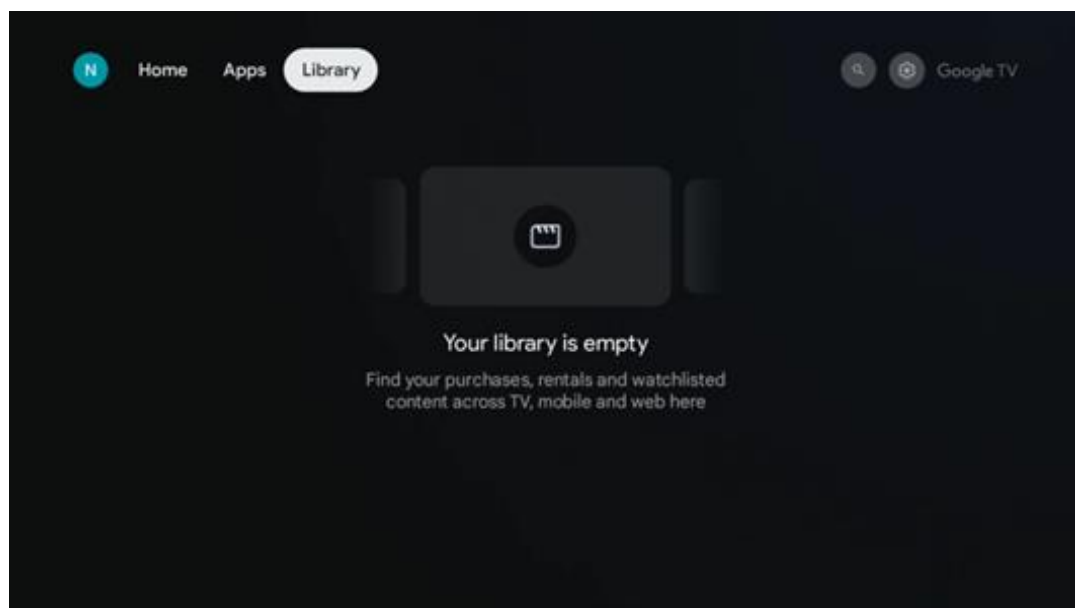 N Home Apps Library Google TV
Your library is empty
Find your purchases, rentals and watchlisted
content across TV, mobile and web here